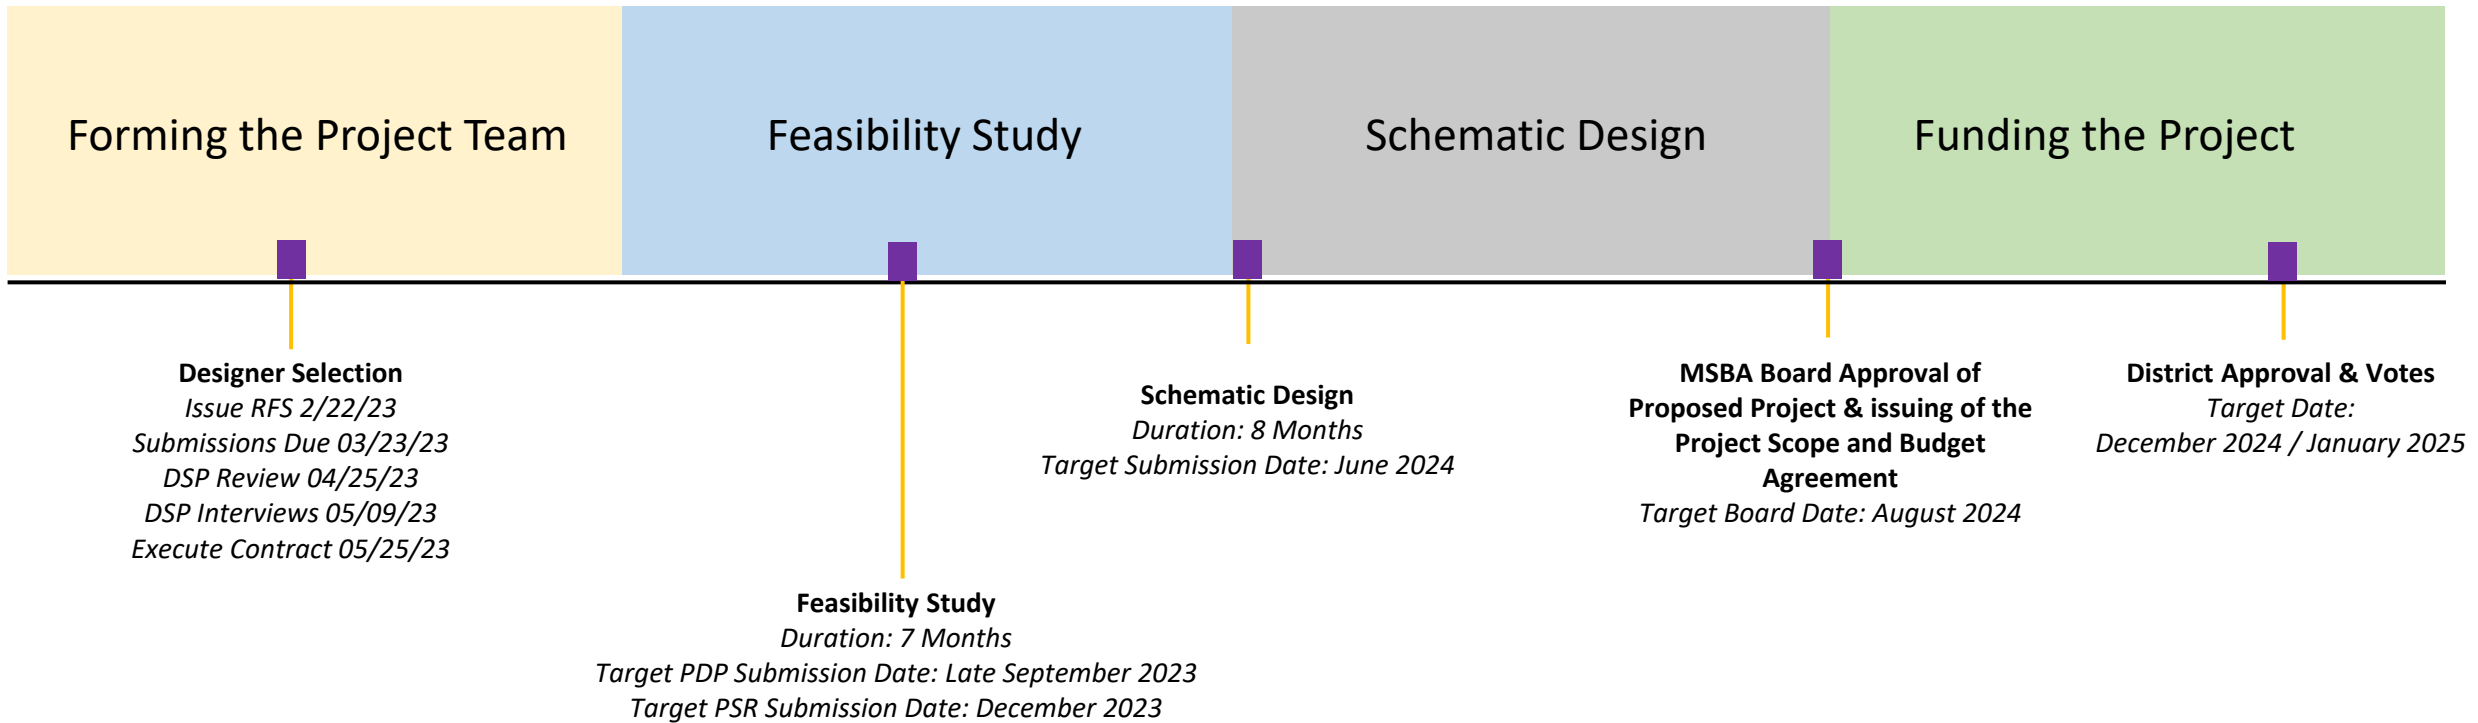 Forming the Project Team
Feasibility Study
Schematic Design
Funding the Project
Designer Selection
Issue RFS 2/22/23
Submissions Due 03/23/23
DSP Review 04/25/23
DSP Interviews 05/09/23
Execute Contract 05/25/23
Feasibility Study
Duration: 7 Months
Target PDP Submission Date: Late September 2023
Target PSR Submission Date: December 2023
Schematic Design
Duration: 8 Months
Target Submission Date: June 2024
MSBA Board Approval of
Proposed Project & issuing of the
Project Scope and Budget
Agreement
Target Board Date: August 2024
District Approval & Votes
Target Date:
December 2024 / January 2025